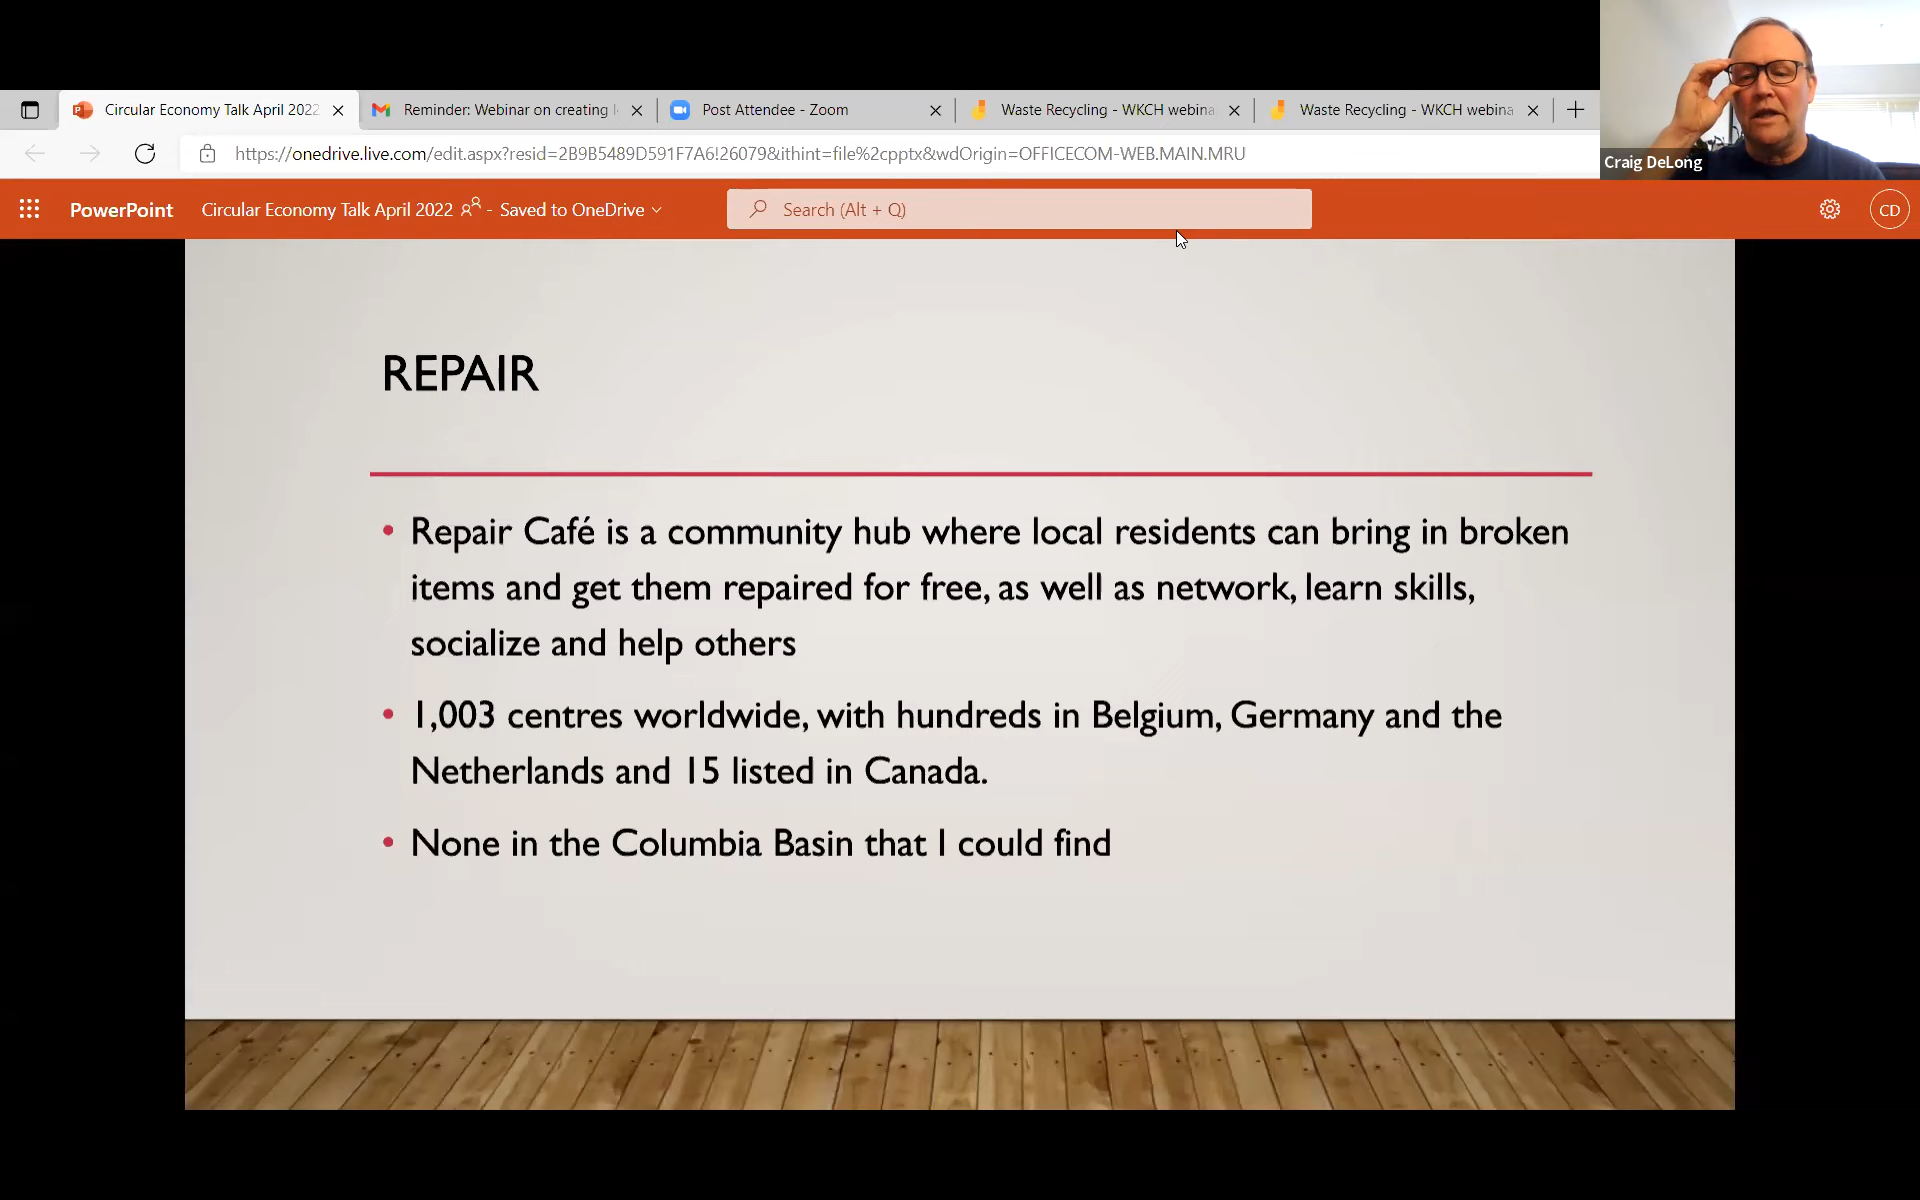 Circular Economy Talk April 2022
Reminder: Webinar on creating l
Post Attendee - Zoom
Waste Recycling - WKCH webina
Waste Recycling - WKCH webina
https://onedrive.live.com/edit.aspx?resid=2B9B5489D591F7A6!26079&ithint=file%2cpptx&wdOrigin=OFFICECOM-WEB.MAIN.MRU
Craig DeLong
PowerPoint
Circular Economy Talk April 2022 - Saved to OneDrive
Search (Alt + Q)
CD
REPAIR
• Repair Café is a community hub where local residents can bring in broken
items and get them repaired for free, as well as network, learn skills,
socialize and help others
• 1,003 centres worldwide, with hundreds in Belgium, Germany and the
Netherlands and 15 listed in Canada.
• None in the Columbia Basin that I could find